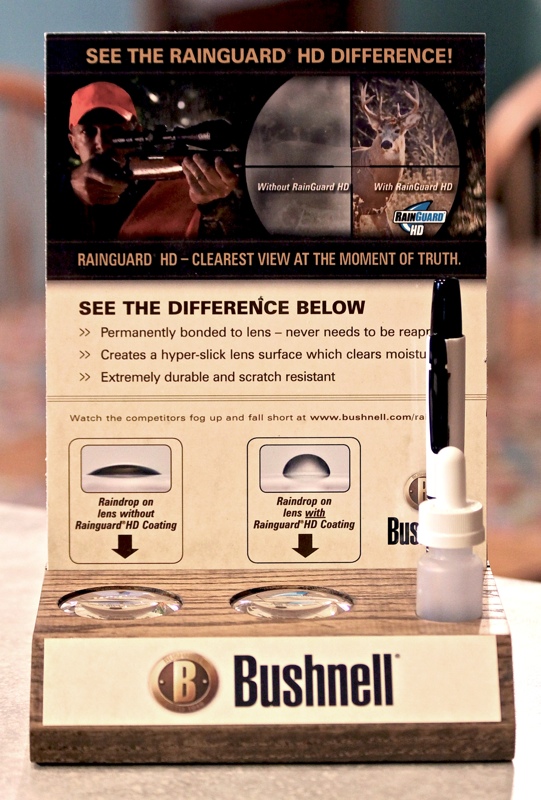 SEE THE RAINGUARD® HD DIFFERENCE!
Without RainGuard HD
With RainGuard HD
RAINGUARD
HD
RAINGUARD® HD – CLEAREST VIEW AT THE MOMENT OF TRUTH.
SEE THE DIFFERENCE BELOW
>> Permanently bonded to lens – never needs to be reapp
>> Creates a hyper-slick lens surface which clears moistu
>> Extremely durable and scratch resistant
Watch the competitors fog up and fall short at www.bushnell.com/ra
Raindrop on
lens without
Rainguard® HD Coating
Raindrop on
lens with
Rainguard® HD Coating
B
Bus
B
Bushnell®